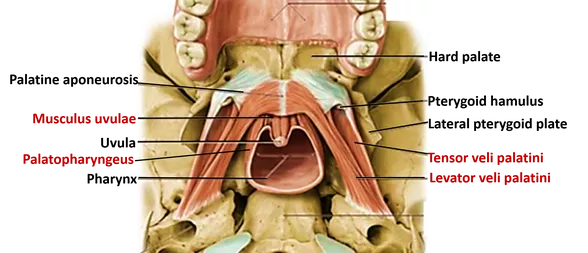 Hard palate
Palatine aponeurosis
Pterygoid hamulus
Musculus uvulae
Lateral pterygoid plate
Uvula
Palatopharyngeus
Tensor veli palatini
Pharynx
Levator veli palatini